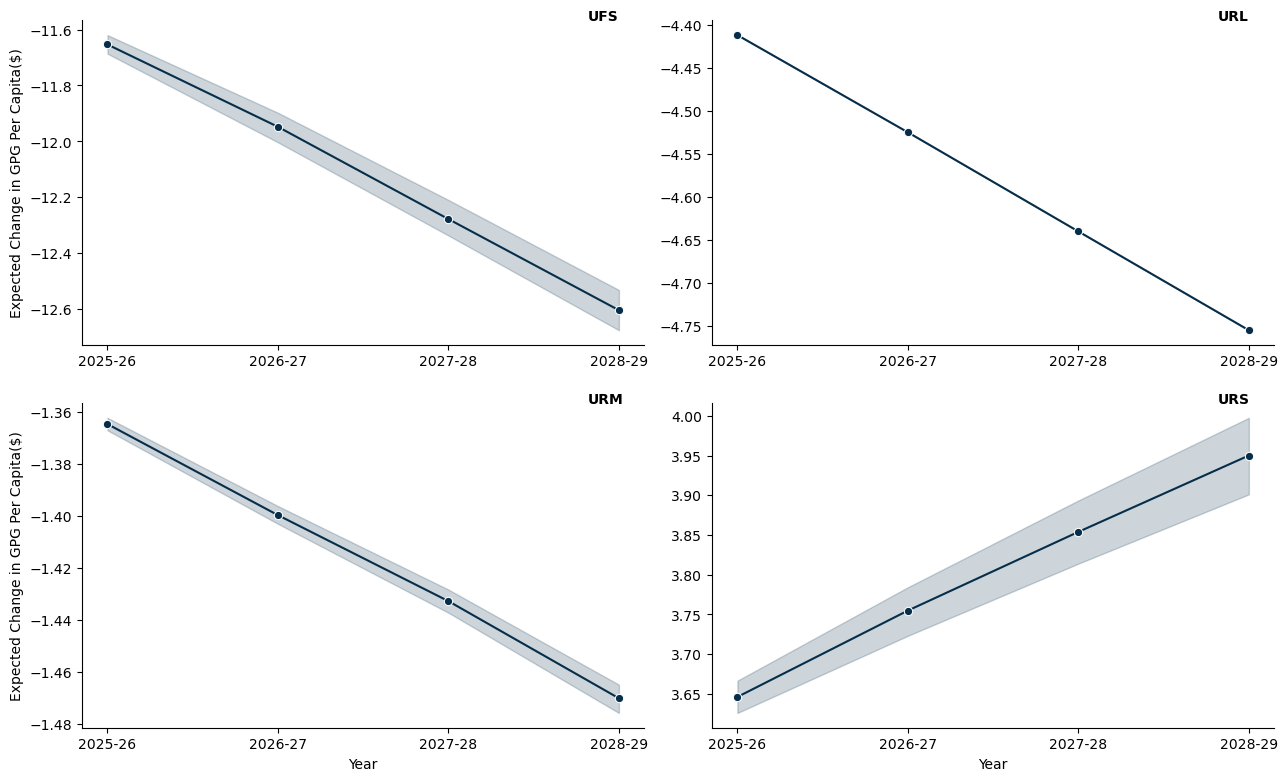 UFS
Expected Change in GPG Per Capita($)
−11.6
−11.8
−12.0
−12.2
−12.4
−12.6
2025-26 2026-27 2027-28 2028-29
URL
−4.40
−4.45
−4.50
−4.55
−4.60
−4.65
−4.70
−4.75
2025-26 2026-27 2027-28 2028-29
URM
Expected Change in GPG Per Capita($)
−1.36
−1.38
−1.40
−1.42
−1.44
−1.46
−1.48
2025-26 2026-27 2027-28 2028-29
Year
URS
4.00
3.95
3.90
3.85
3.80
3.75
3.70
3.65
2025-26 2026-27 2027-28 2028-29
Year